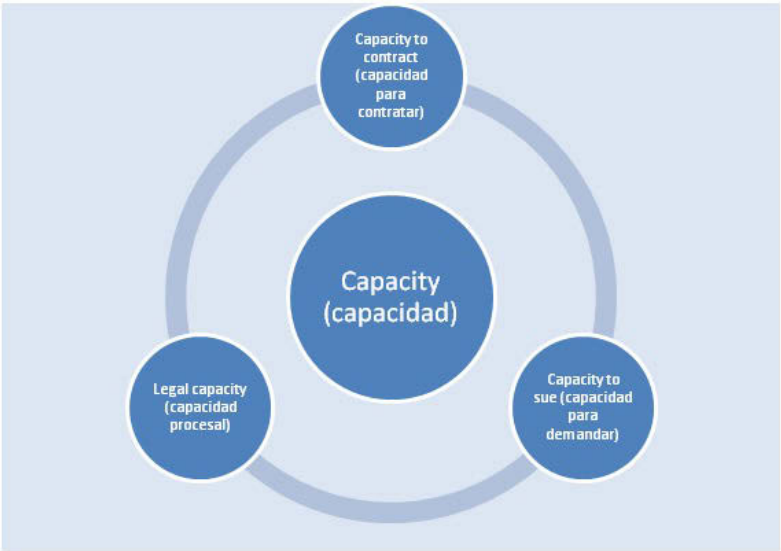 Capacity to
contract
(capacidad
para
contratar)
Capacity
(capacidad)
Legal capacity
(capacidad
procesal)
Capacity to
sue (capacidad
para
demandar)